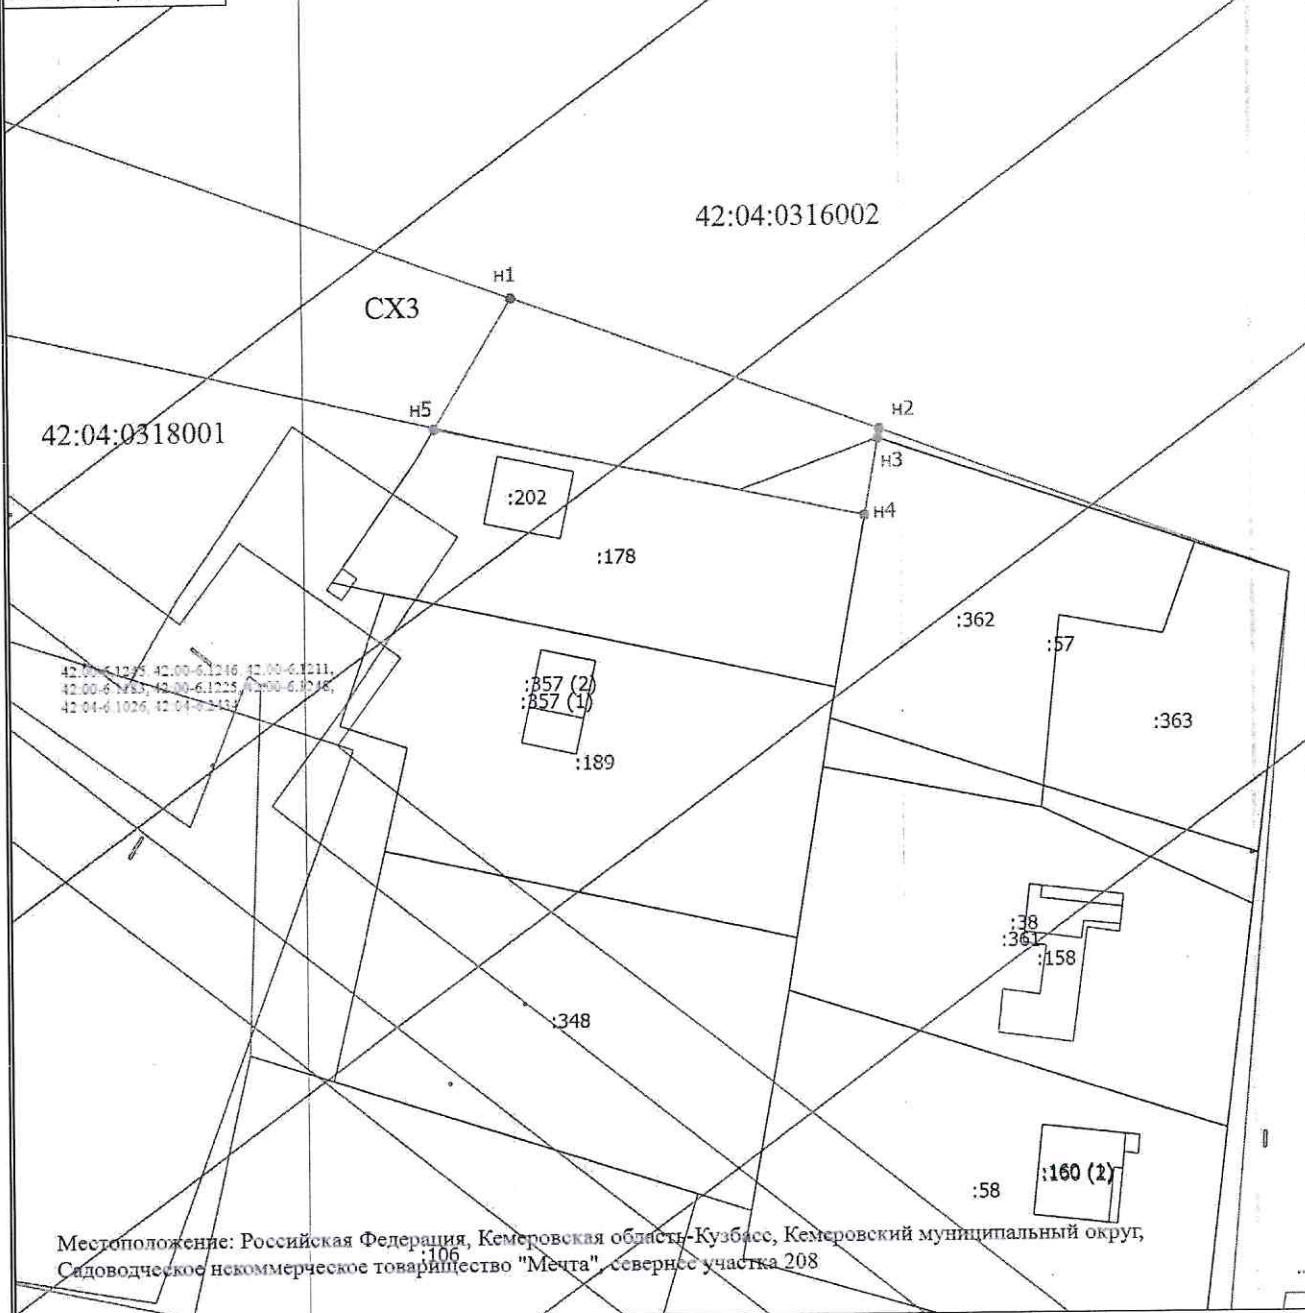 42:04:0316002
н1
СХ3
н5
н2
42:04:0318001
н3
:202
н4
:178
:362
:57
:357 (2)
:357 (1)
:363
:189
:38
:361
:158
:348
:58
Местоположение: Российская Федерация, Кемеровская область-Кузбасс, Кемеровский муниципальный округ,
:106
Садоводческое некоммерческое товарищество "Мечта", севернее участка 208